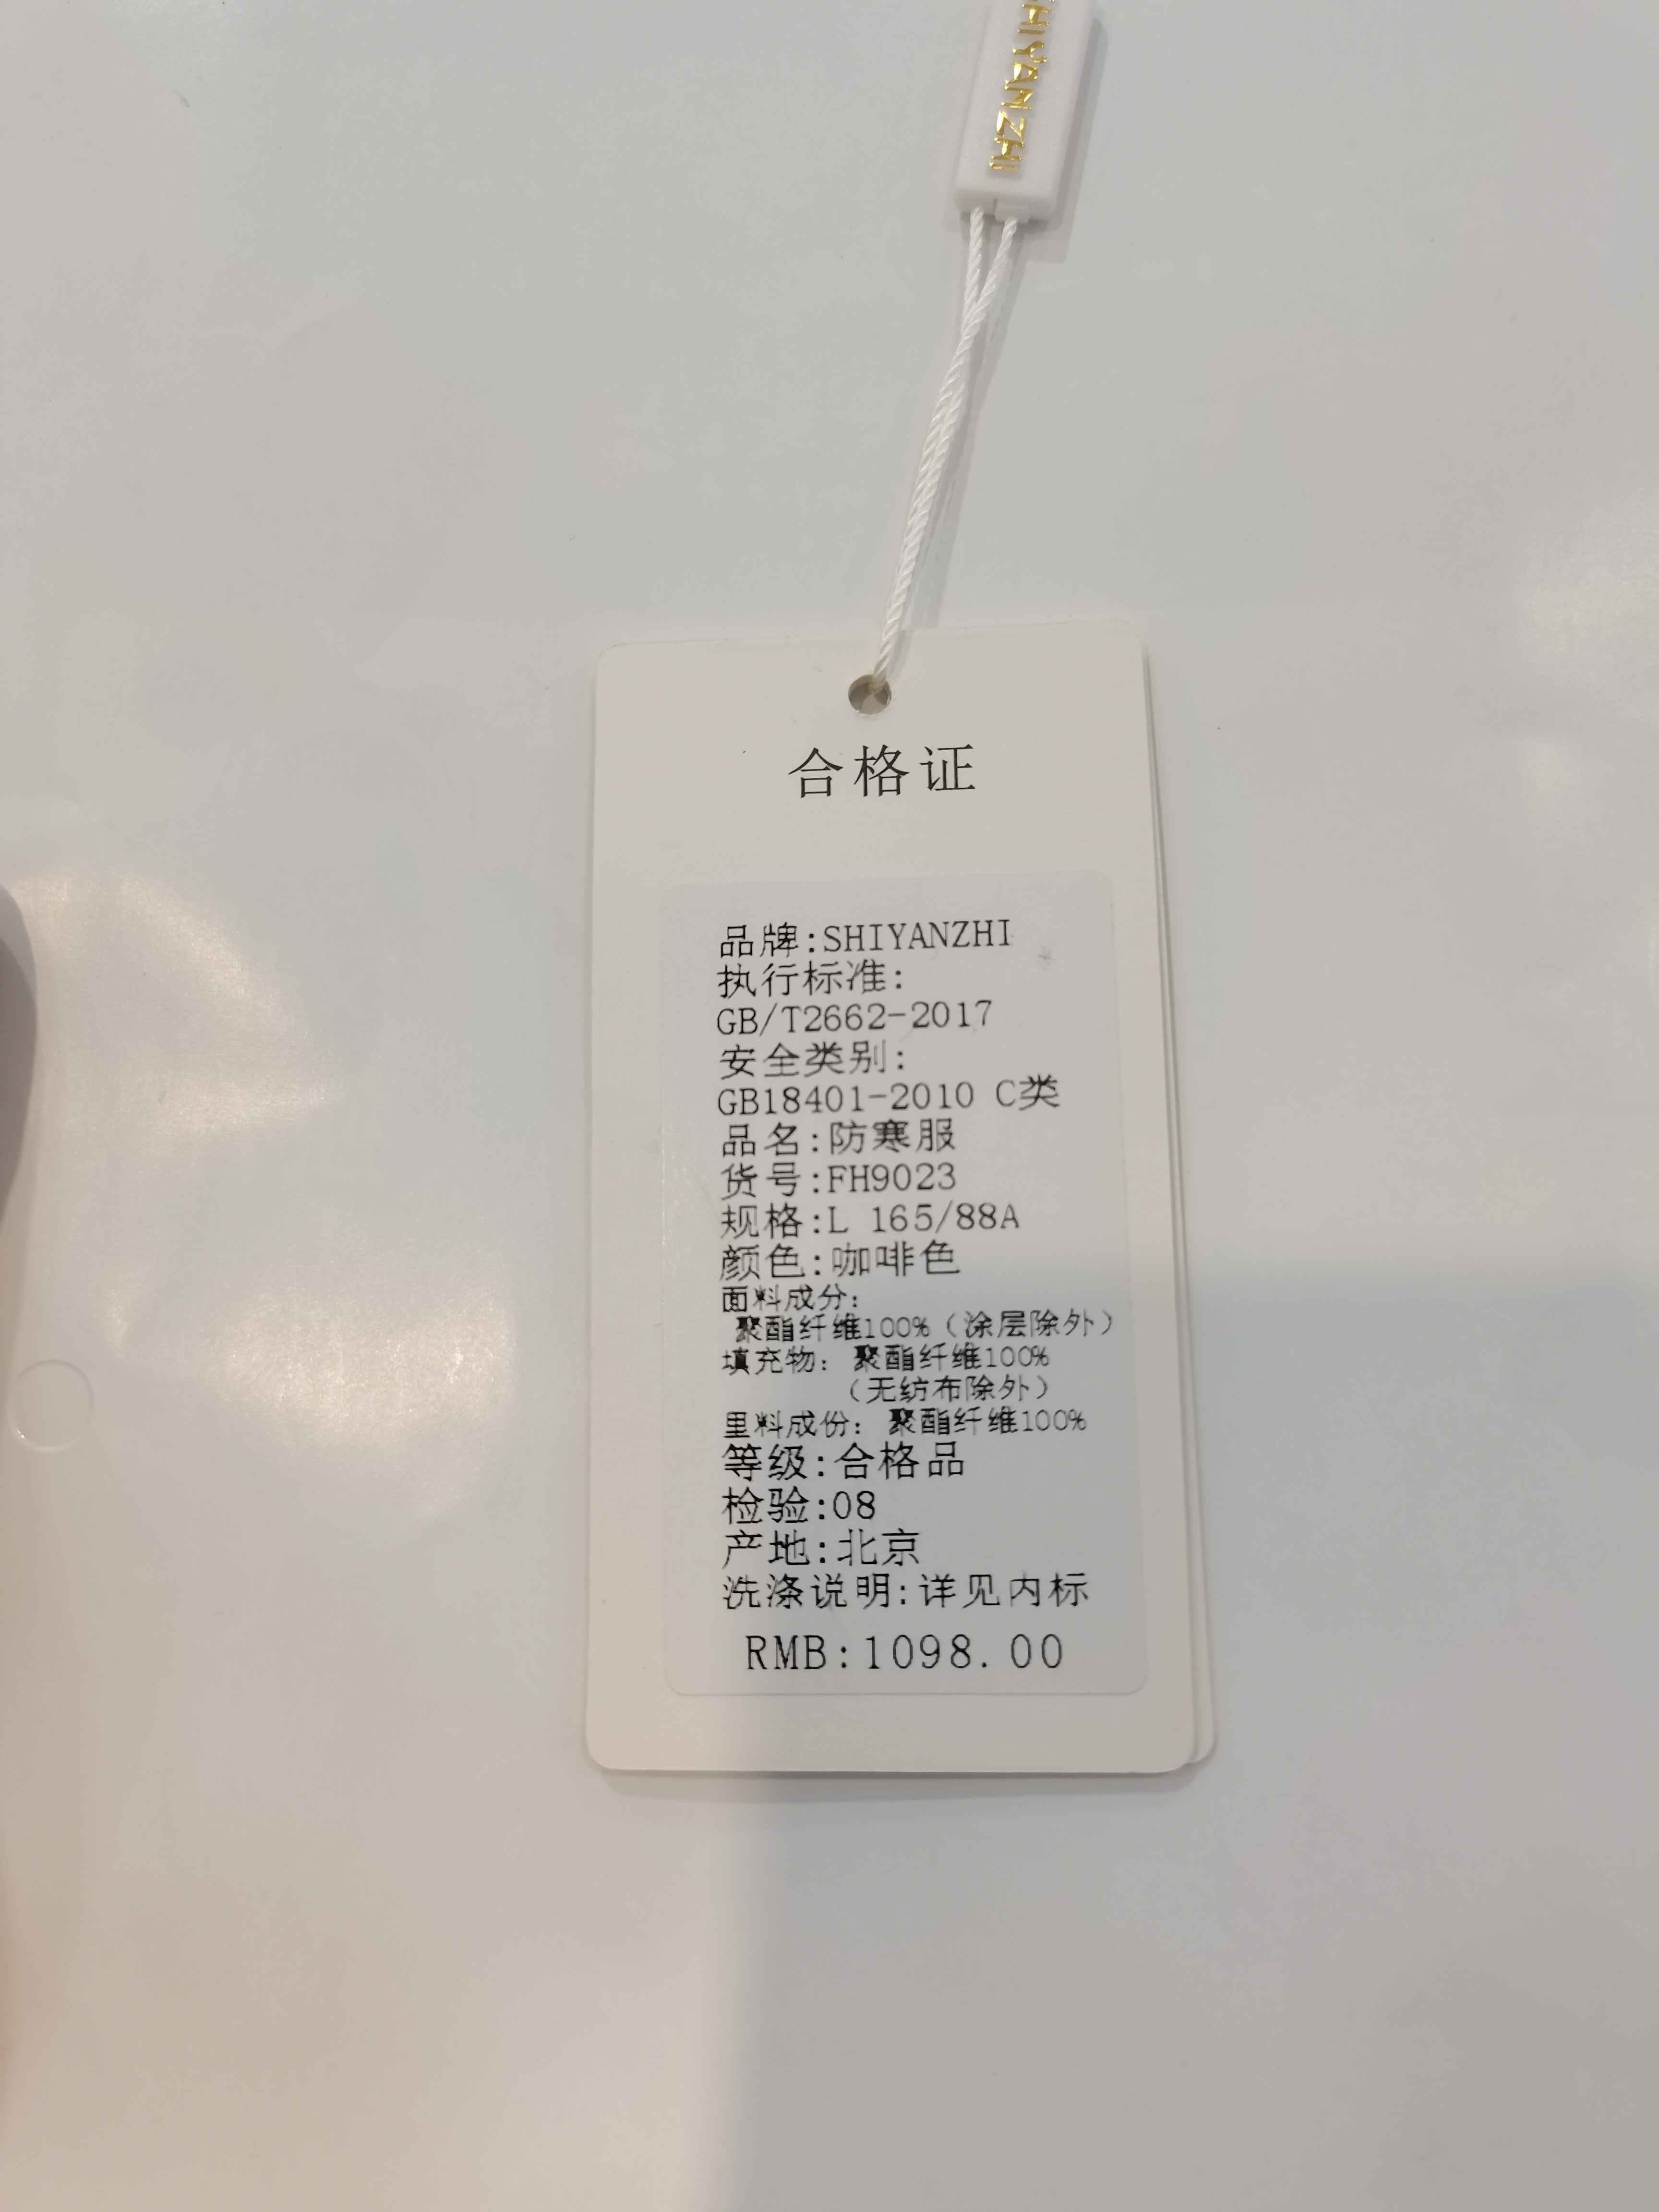 SHIYANZHI
合格证
品牌:SHIYANZHI
执行标准:
GB/T2662-2017
安全类别:
GB18401-2010 C类
品名:防寒服
货号:FH9023
规格:L 165/88A
颜色:咖啡色
面料成分:
聚酯纤维100%（涂层除外）
填充物: 聚酯纤维100%
（无纺布除外）
里料成份: 聚酯纤维100%
等级:合格品
检验:08
产地:北京
洗涤说明:详见内标
RMB:1098.00